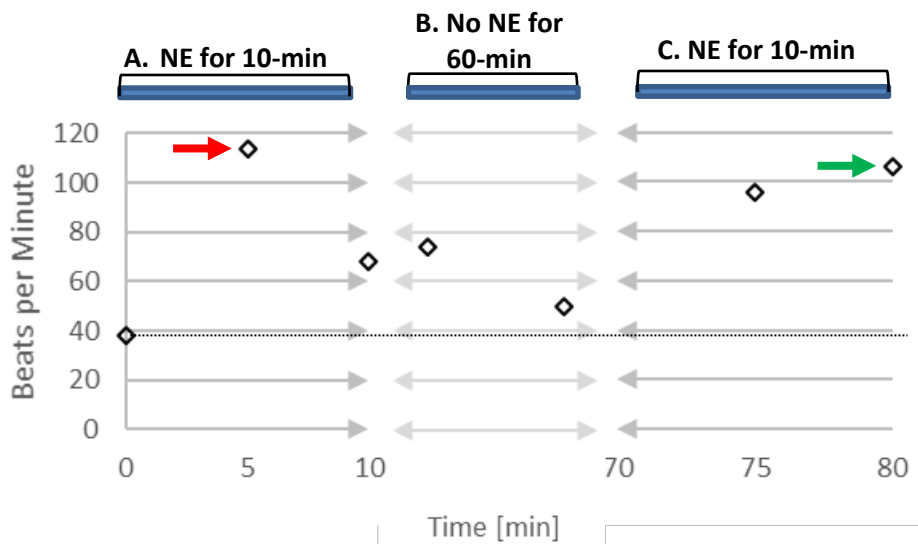 A. NE for 10-min
B. No NE for
60-min
C. NE for 10-min
120
100
80
60
40
20
0
Beats per Minute
0 5 10 70 75 80
Time [min]